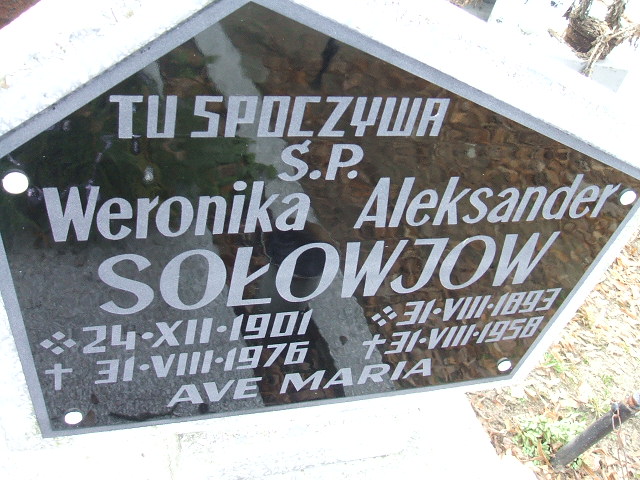 TU SPOCZYWA
Ś.P.
Weronika Aleksander
SOŁOWJOW
24·XII·1901 31·VIII·1893
† 31·VIII·1976 † 31·VIII·1958
AVE MARIA